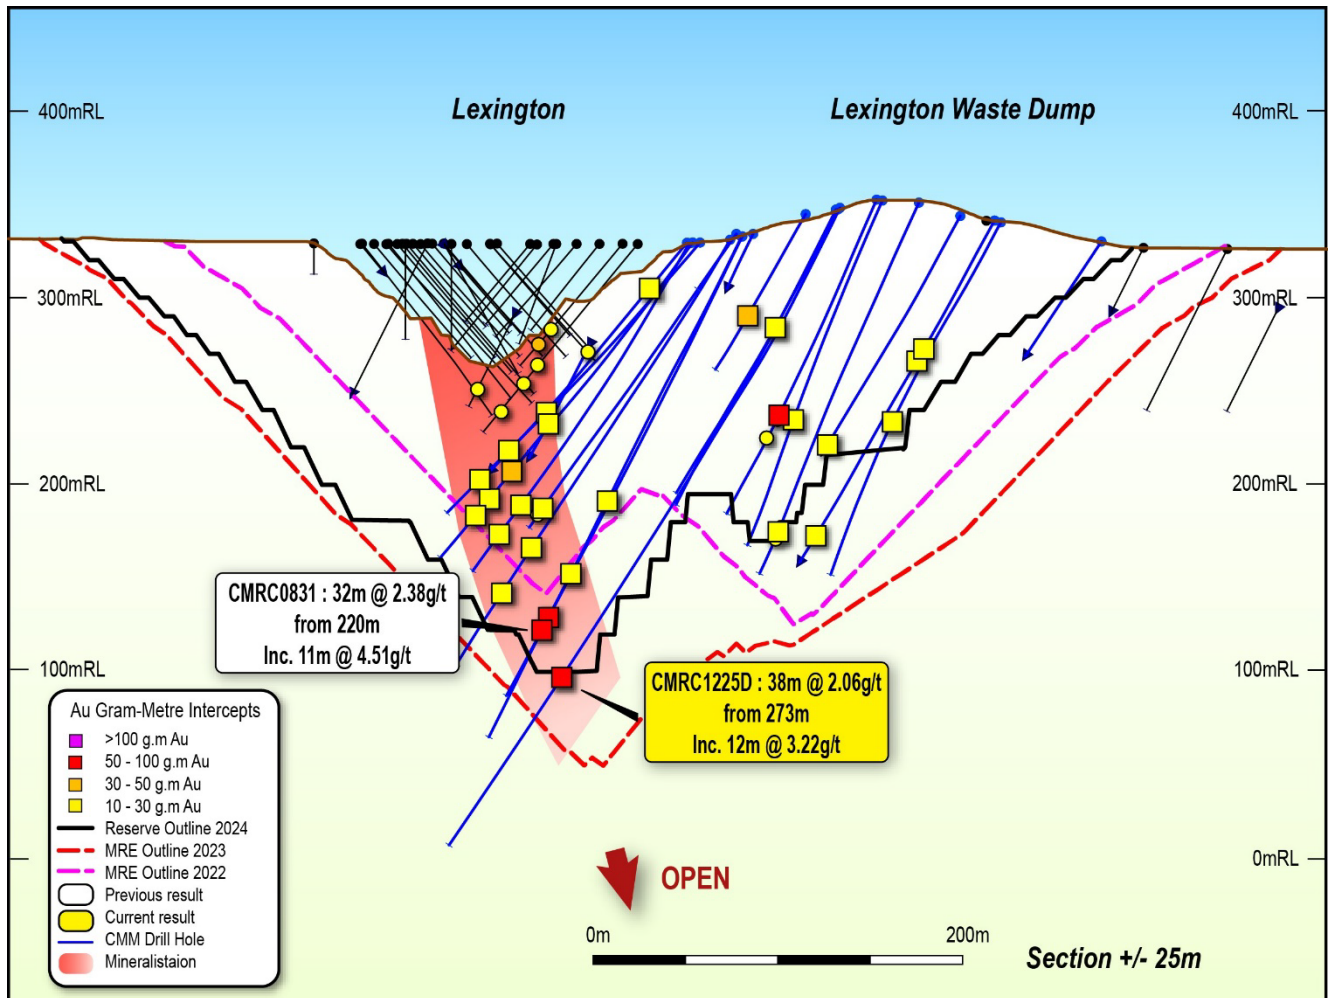 Lexington
Lexington Waste Dump
400mRL
400mRL
300mRL
300mRL
200mRL
200mRL
100mRL
100mRL
0mRL
CMRC0831 : 32m @ 2.38g/t
from 220m
Inc. 11m @ 4.51g/t
CMRC1225D : 38m @ 2.06g/t
from 273m
Inc. 12m @ 3.22g/t
Au Gram-Metre Intercepts
>100 g.m Au
50 - 100 g.m Au
30 - 50 g.m Au
10 - 30 g.m Au
Reserve Outline 2024
MRE Outline 2023
MRE Outline 2022
Previous result
Current result
CMM Drill Hole
Mineralistaion
OPEN
0m
200m
Section +/- 25m